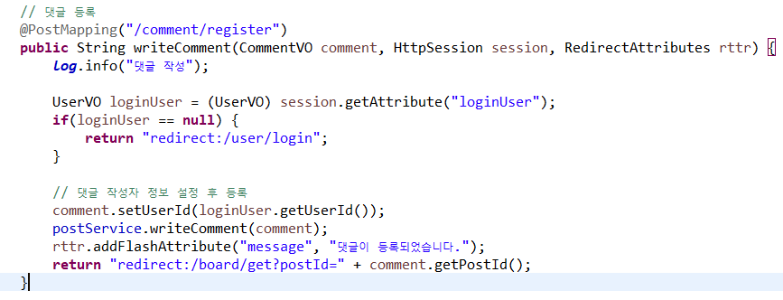 // 댓글 등록
@PostMapping("/comment/register")
public String writeComment(CommentVO comment, HttpSession session, RedirectAttributes rttr) {
log.info("댓글 작성");
UserVO loginUser = (UserVO) session.getAttribute("loginUser");
if(loginUser == null) {
return "redirect:/user/login";
}
// 댓글 작성자 정보 설정 후 등록
comment.setUserId(loginUser.getUserId());
postService.writeComment(comment);
rttr.addFlashAttribute("message", "댓글이 등록되었습니다.");
return "redirect:/board/get?postId=" + comment.getPostId();
}